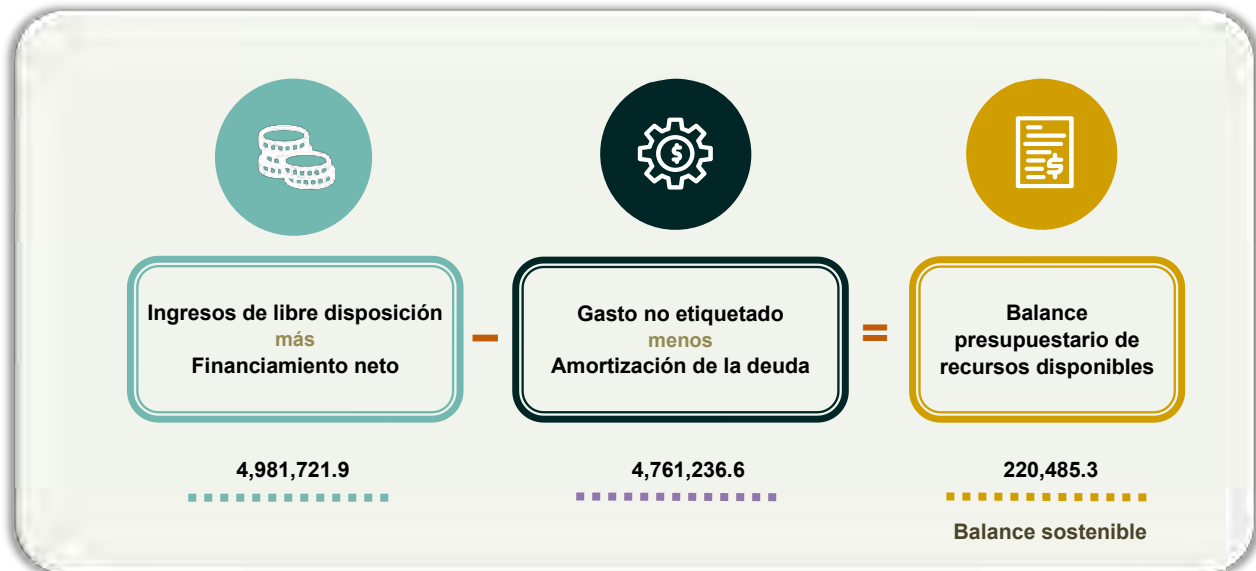 Ingresos de libre disposición
más
Financiamiento neto
–
Gasto no etiquetado
menos
Amortización de la deuda
=
Balance
presupuestario de
recursos disponibles
4,981,721.9
4,761,236.6
220,485.3
Balance sostenible